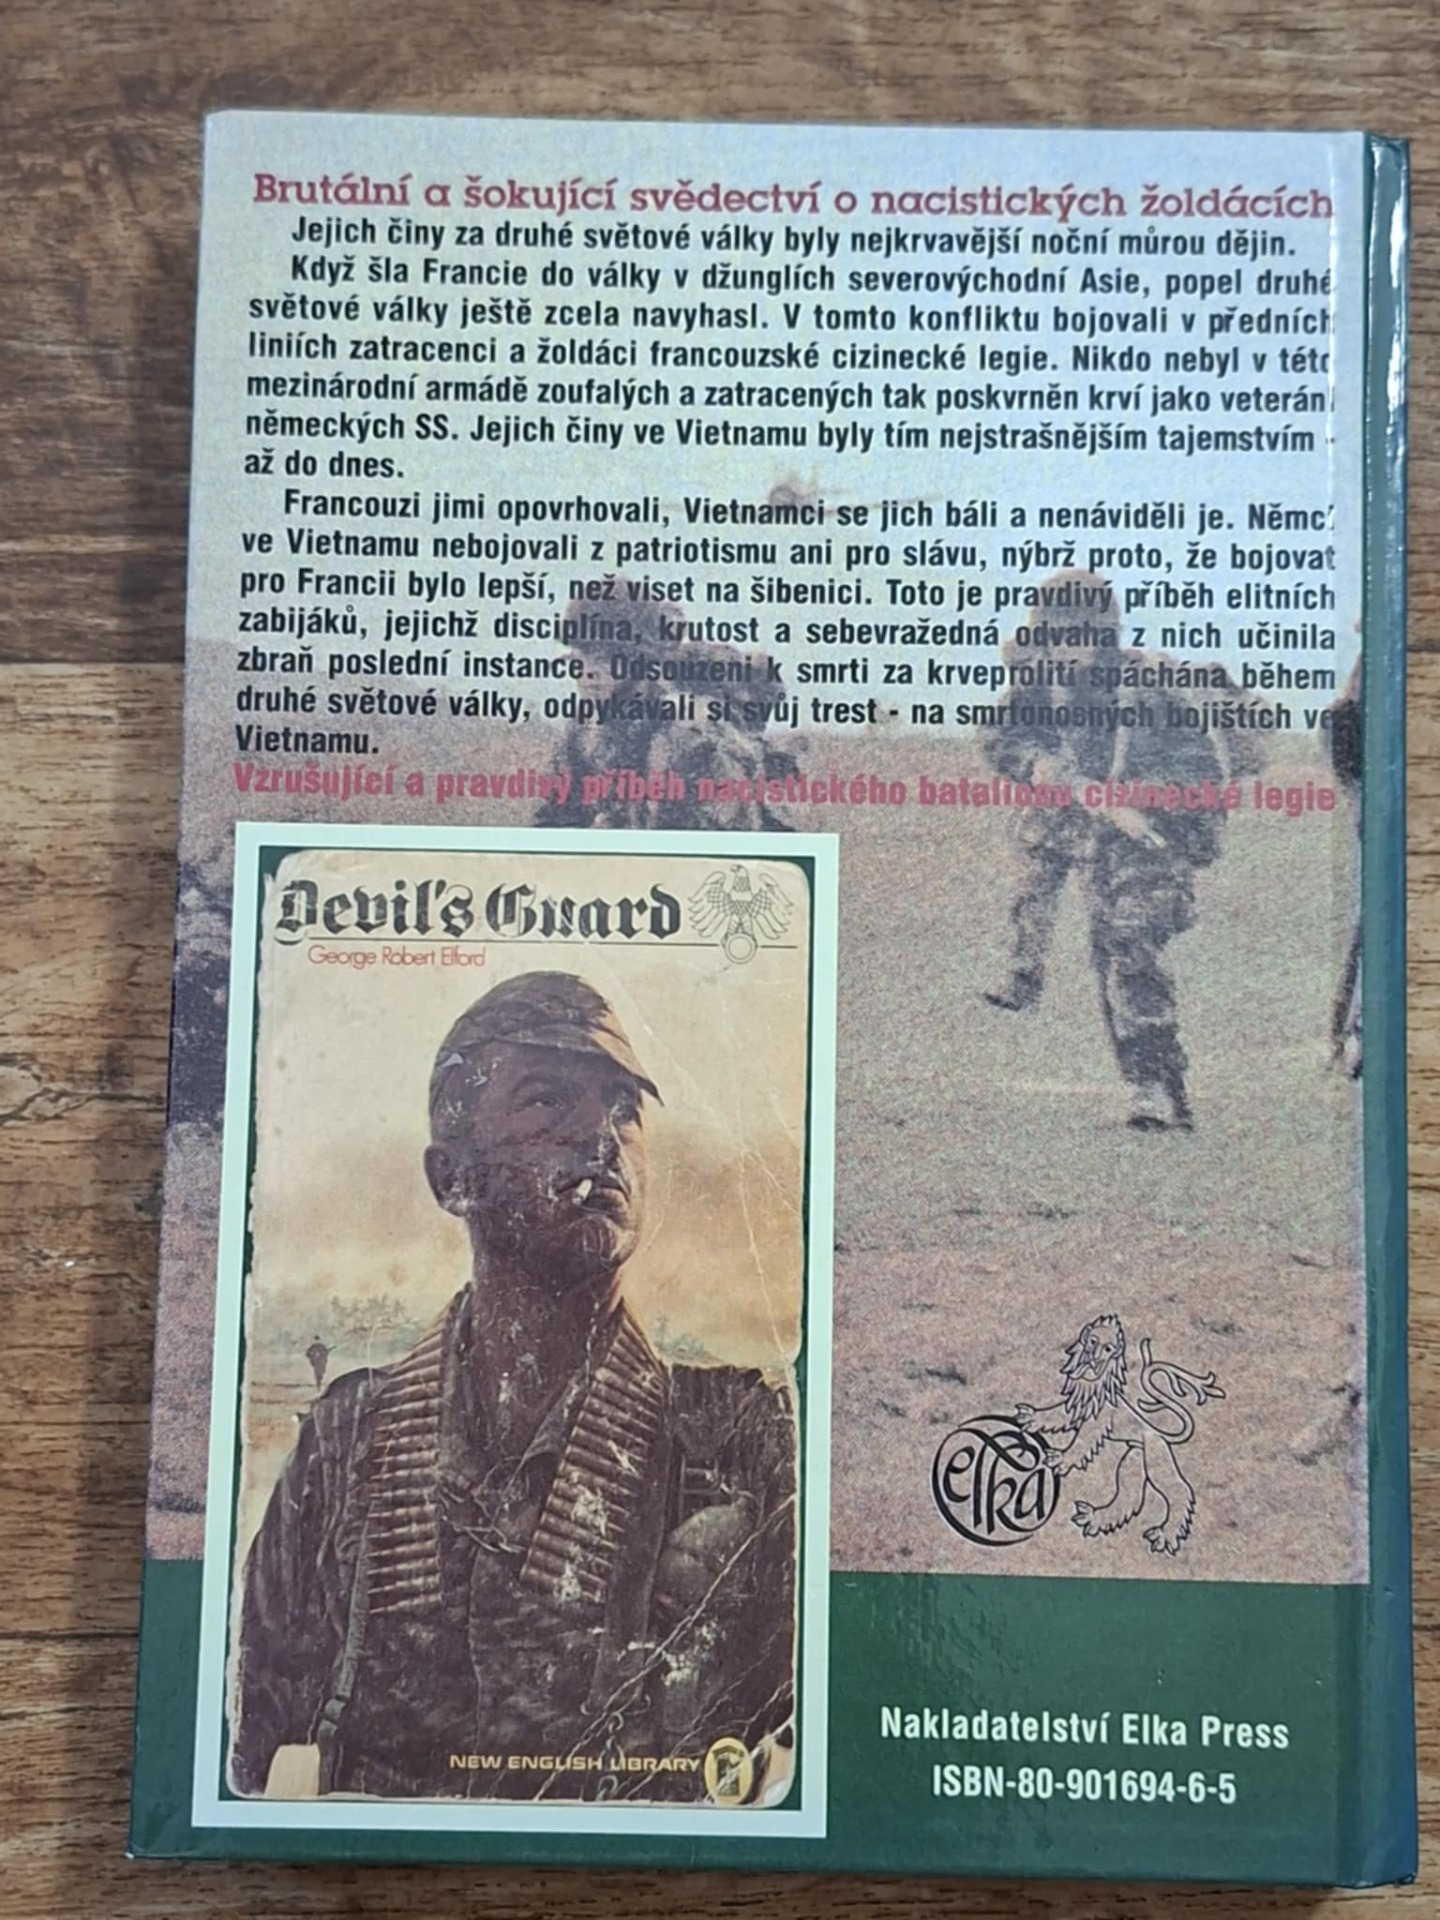 Brutální a šokující svědectví o nacistických žoldácích
Jejich činy za druhé světové války byly nejkrvavější noční můrou dějin.
Když šla Francie do války v džunglích severovýchodní Asie, popel druhé
světové války ještě zcela navyhasl. V tomto konfliktu bojovali v předních
liniích zatracenci a žoldáci francouzské cizinecké legie. Nikdo nebyl v této
mezinárodní armádě zoufalých a zatracených tak poskvrněn krví jako veteráni
německých SS. Jejich činy ve Vietnamu byly tím nejstrašnějším tajemstvím -
až do dnes.
Francouzi jimi opovrhovali, Vietnamci se jich báli a nenáviděli je. Němci
ve Vietnamu nebojovali z patriotismu ani pro slávu, nýbrž proto, že bojovat
pro Francii bylo lepší, než viset na šibenici. Toto je pravdivý příběh elitních
zabijáků, jejichž disciplína, krutost a sebevražedná odvaha z nich učinila
zbraň poslední instance. Odsouzeni k smrti za krveprolití spáchána během
druhé světové války, odpykávali si svůj trest - na smrtonosných bojištích ve
Vietnamu.
Vzrušující a pravdivý příběh nacistického batalionu cizinecké legie
Devil's Guard
George Robert Elford
NEW ENGLISH LIBRARY
elka
Nakladatelství Elka Press
ISBN-80-901694-6-5